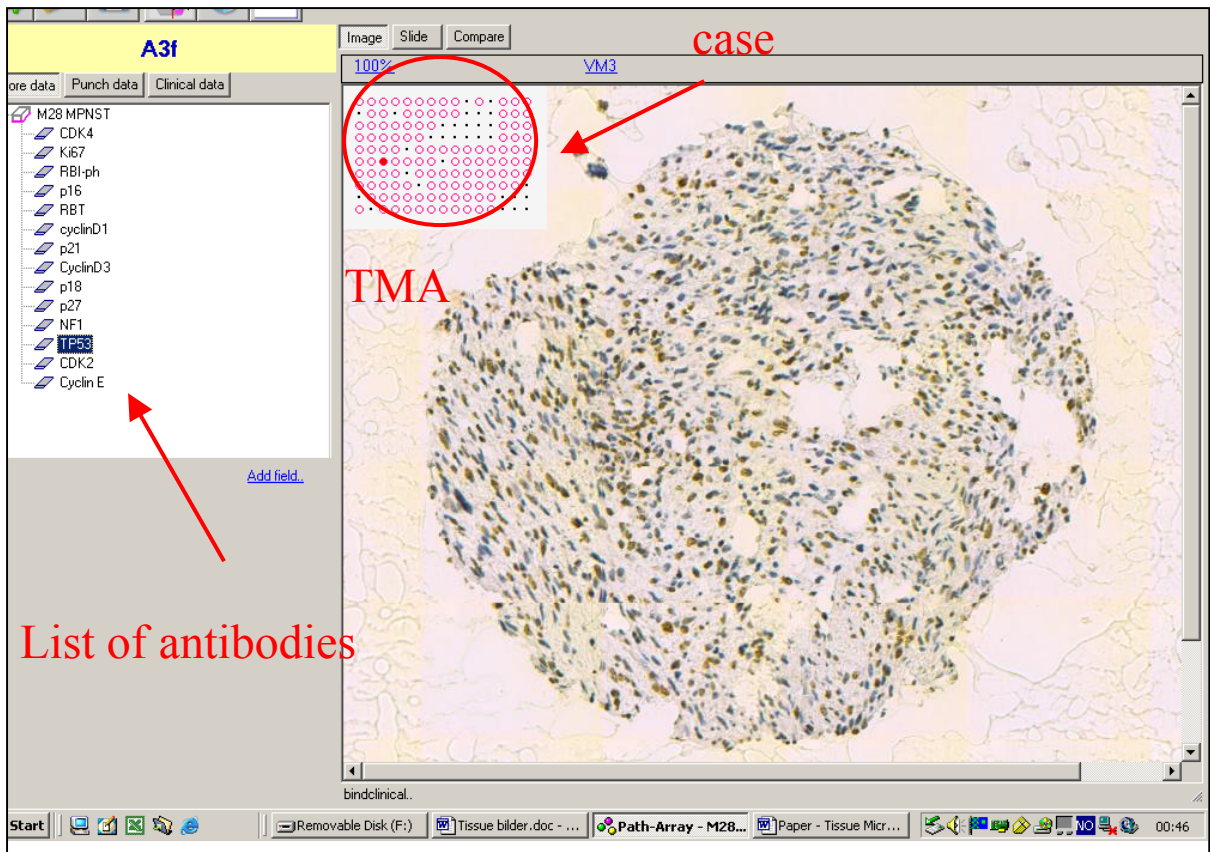 A3f
Image Slide Compare
case
100% VM3
ore data Punch data Clinical data
M28 MPNST
CDK4
Ki67
RBI-ph
p16
RBT
cyclinD1
p21
CyclinD3
p18
p27
NF1
TP53
CDK2
Cyclin E
TMA
Add field..
List of antibodies
bindclinical..
Start Removable Disk (F:) Tissue bilder.doc - ... Path-Array - M28... Paper - Tissue Micr... NO 00:46